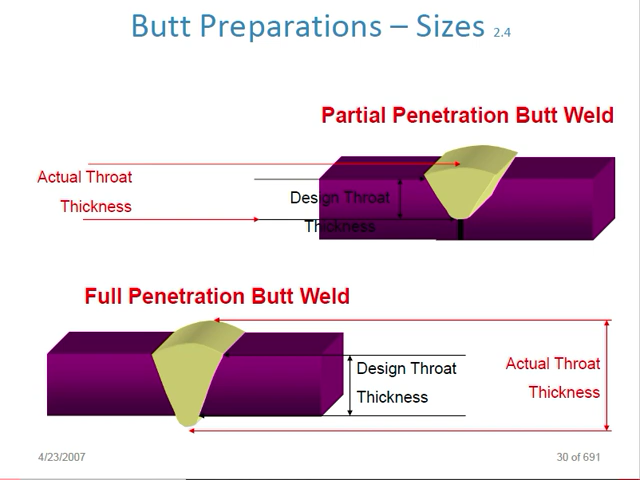 Butt Preparations – Sizes 2.4
Partial Penetration Butt Weld
Actual Throat
Thickness
Design Throat
Thickness
Full Penetration Butt Weld
Design Throat
Thickness
Actual Throat
Thickness
4/23/2007
30 of 691